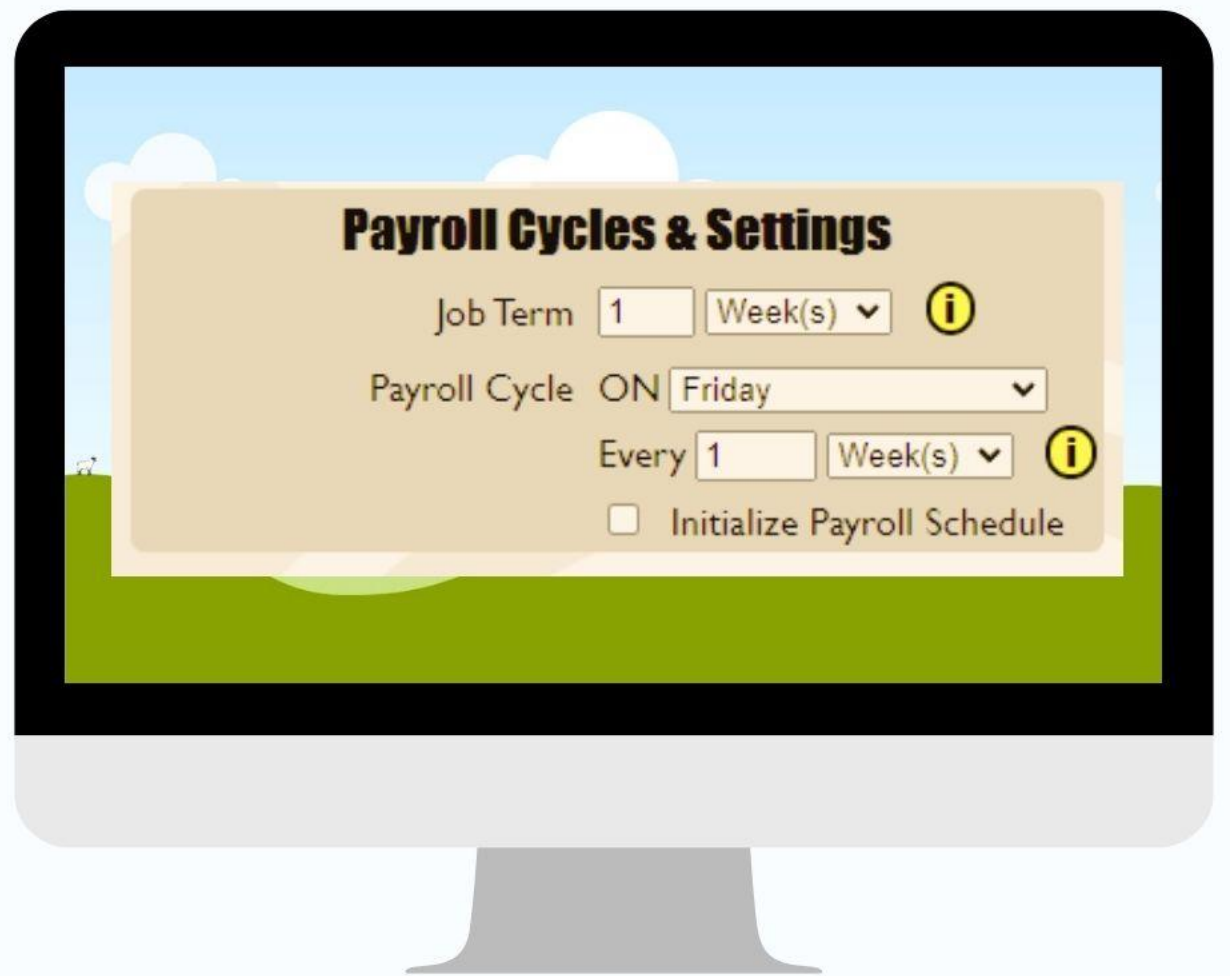 Payroll Cycles & Settings
Job Term 1 Week(s) i
Payroll Cycle ON Friday
Every 1 Week(s) i
Initialize Payroll Schedule